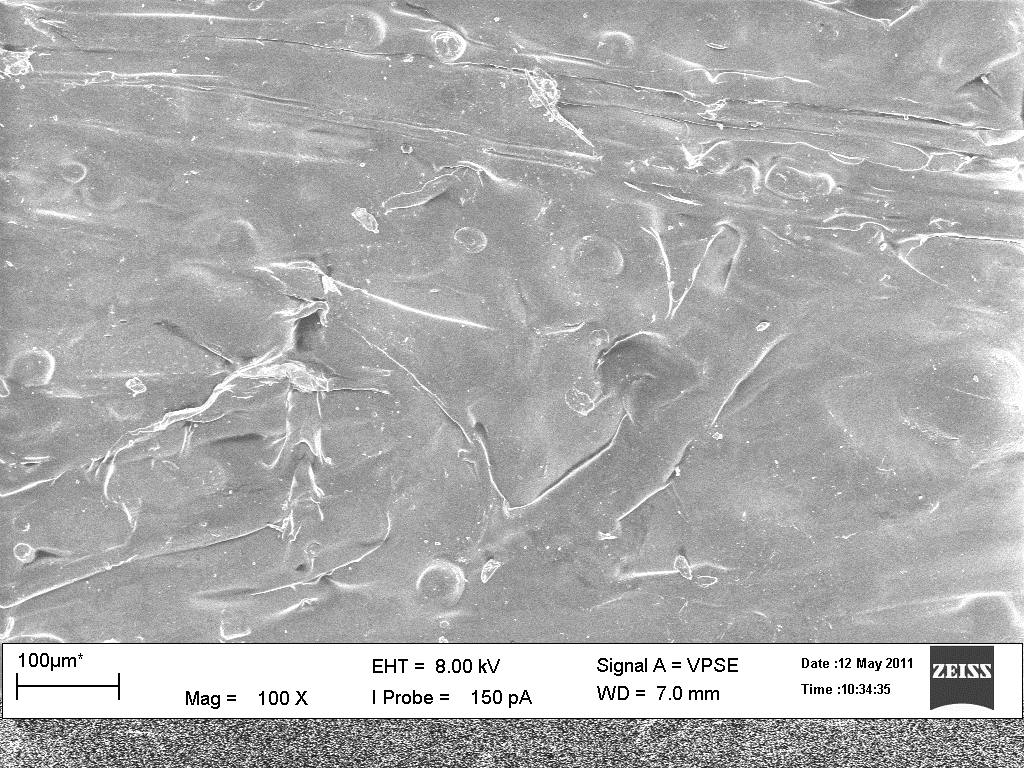 100µm*
Mag = 100 X
EHT = 8.00 kV
I Probe = 150 pA
Signal A = VPSE
WD = 7.0 mm
Date :12 May 2011
Time :10:34:35
ZEISS